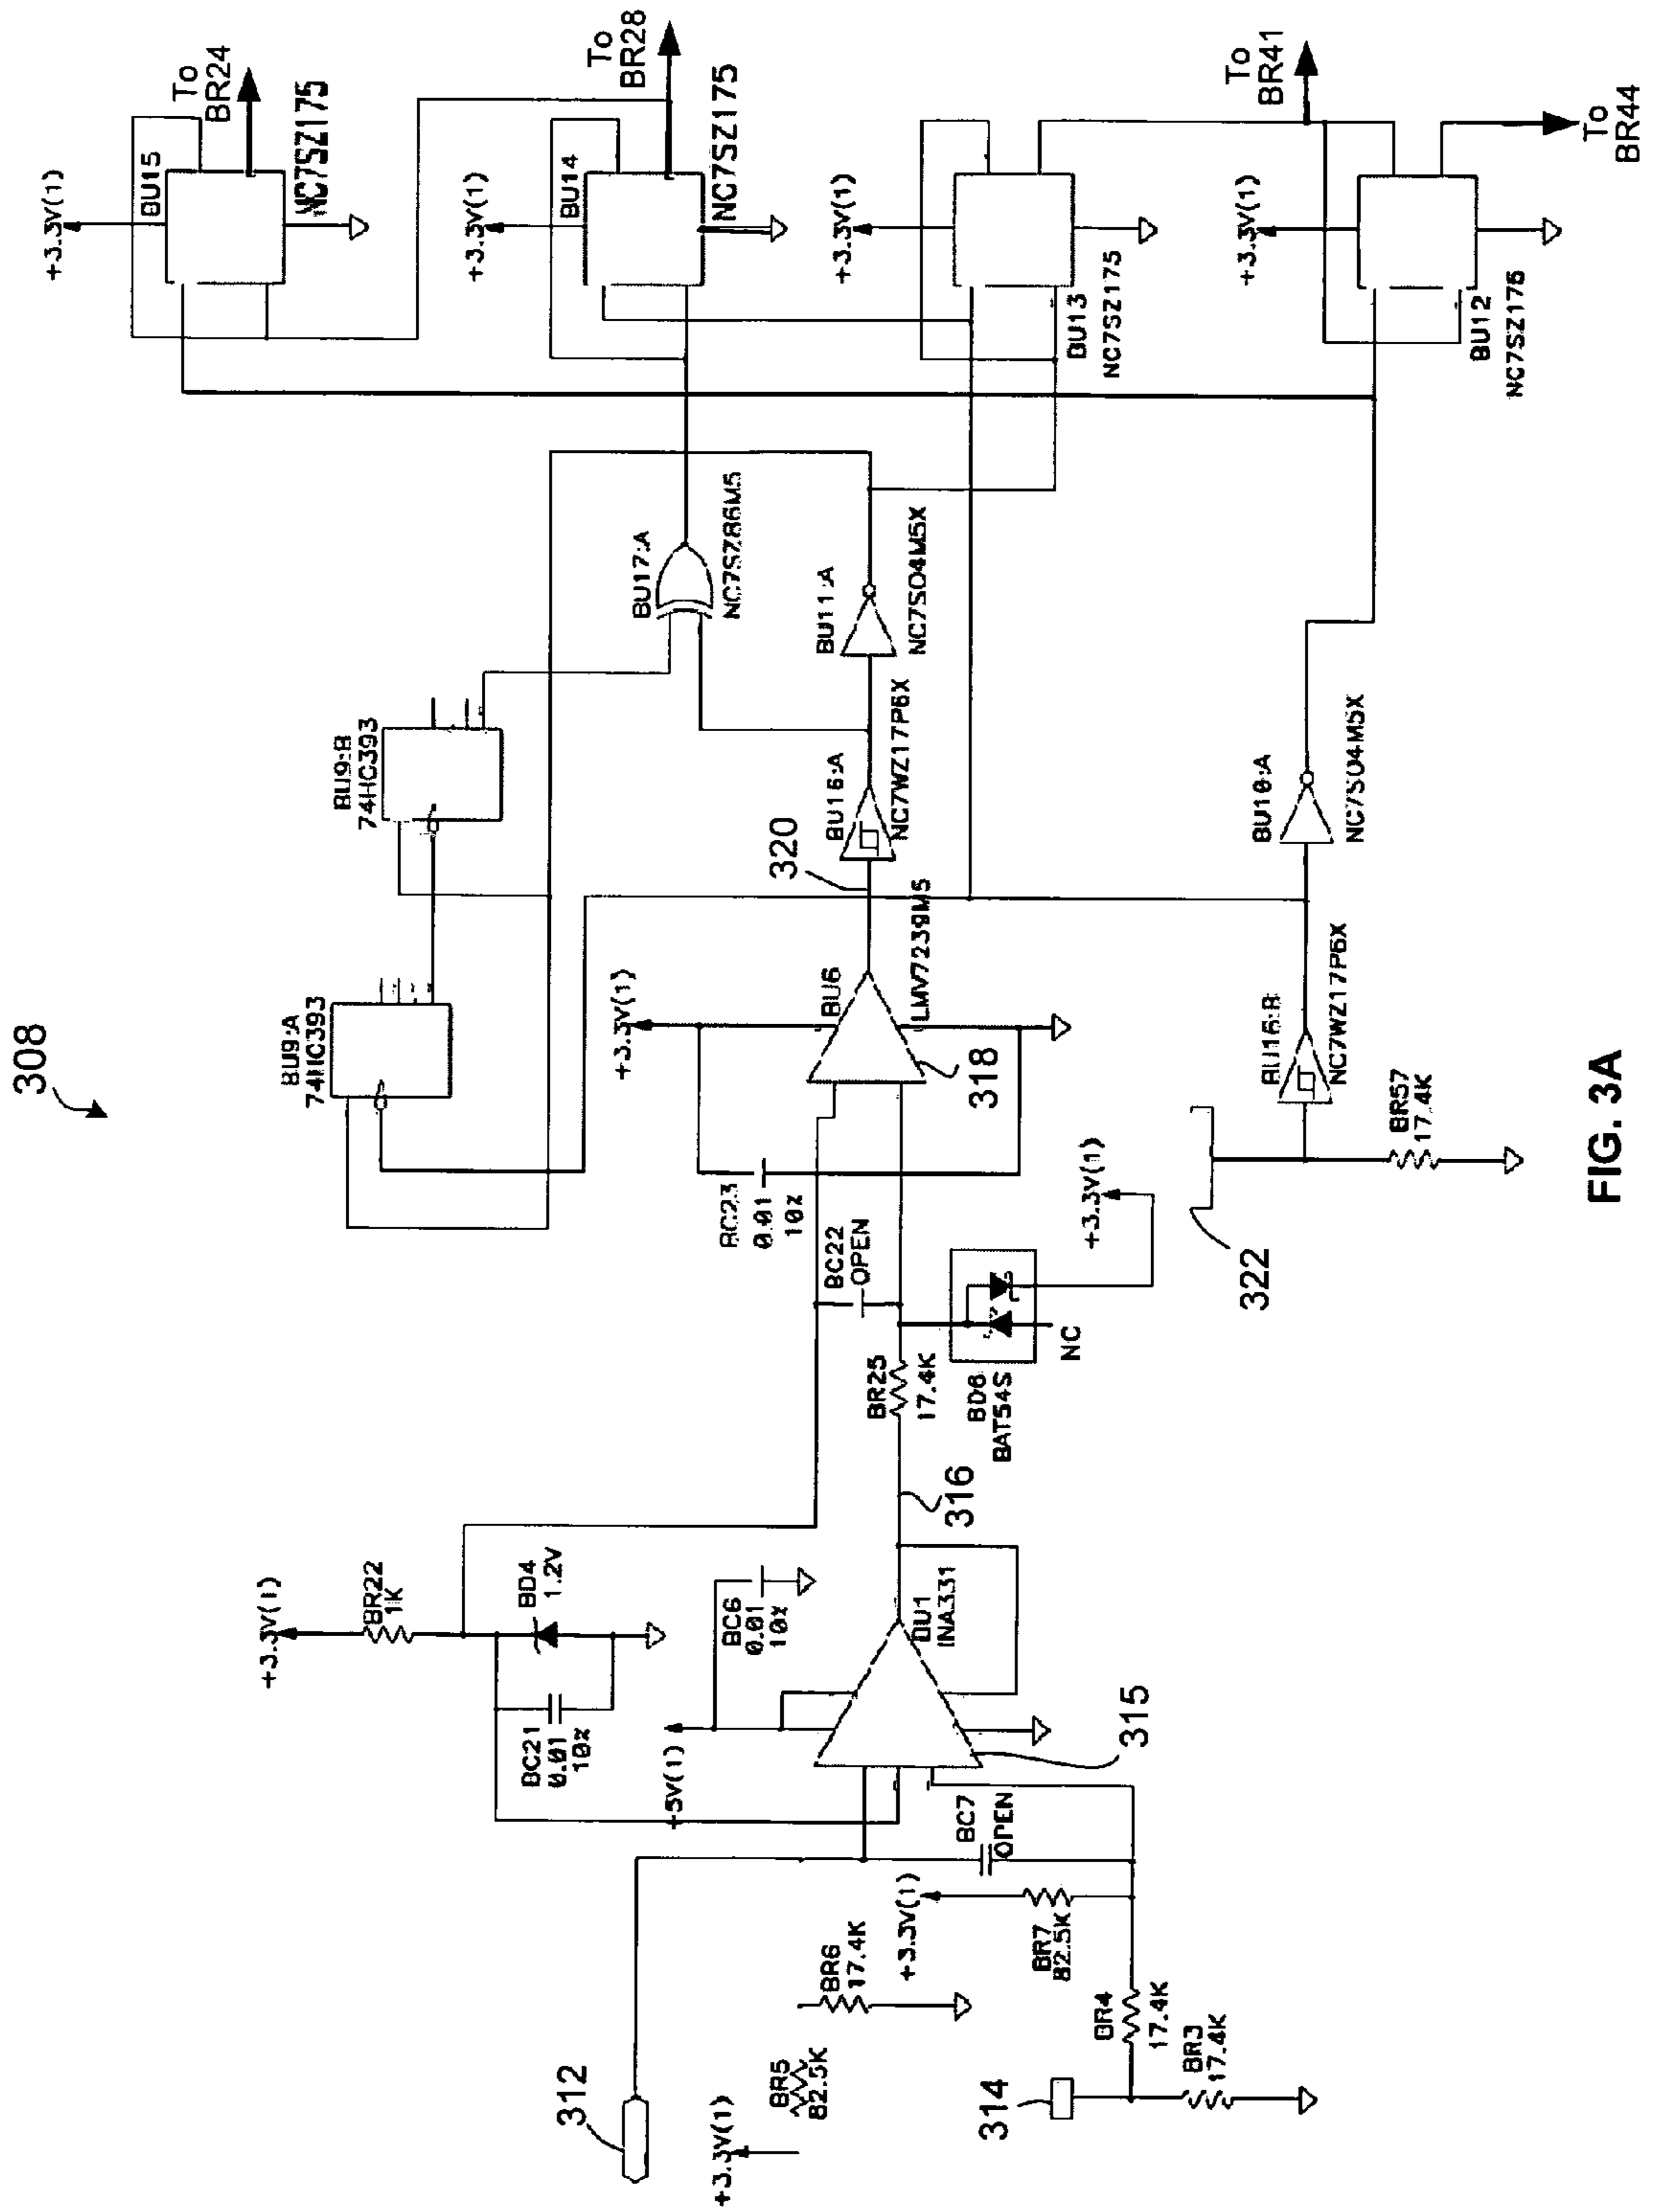 308
To
BR24
+3.3V(1)
BU15
NC7SZ175
To
BR28
+3.3V(1)
BU14
NC7SZ175
+3.3V(1)
BU13
NC7SZ175
To
BR41
+3.3V(1)
BU12
NC7SZ175
To
BR44
BU9:A
74HC393
BU9:B
74HC393
BU17:A
NC7SZ86M5
BU11:A
NC7S04M5X
BU16:A
NC7WZ17P6X
320
BU10:A
NC7S04M5X
BU16:B
NC7WZ17P6X
+3.3V(1)
BU6
LMV7239M5
318
BC23
0.01
10%
BC22
OPEN
BR25
17.4K
BD6
BAT54S
NC
+3.3V(1)
322
BR57
17.4K
316
+3.3V(1)
BR22
1K
BD4
1.2V
BC21
0.01
10%
BC6
0.01
10%
+5V(1)
BU1
INA331
315
BC7
OPEN
+3.3V(1)
BR7
82.5K
BR6
17.4K
BR5
82.5K
+3.3V(1)
BR4
17.4K
BR3
17.4K
312
314
FIG. 3A